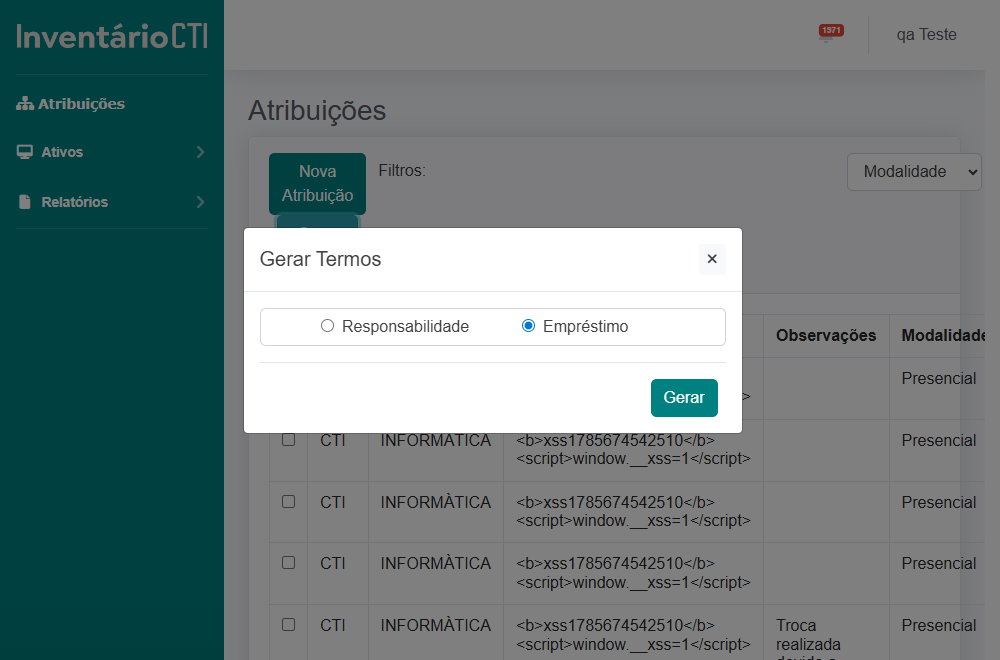 InventárioCTI
1971
qa Teste
Atribuições
Ativos
Relatórios
Atribuições
Nova
Atribuição
Filtros:
Modalidade
Gerar Termos
×
Responsabilidade
Empréstimo
Gerar
Observações
Modalidade
Presencial
CTI
INFORMÀTICA
<b>xss1785674542510</b>
<script>window.__xss=1</script>
Presencial
CTI
INFORMÀTICA
<b>xss1785674542510</b>
<script>window.__xss=1</script>
Presencial
CTI
INFORMÀTICA
<b>xss1785674542510</b>
<script>window.__xss=1</script>
Presencial
CTI
INFORMÀTICA
<b>xss1785674542510</b>
<script>window.__xss=1</script>
Troca
realizada
Presencial